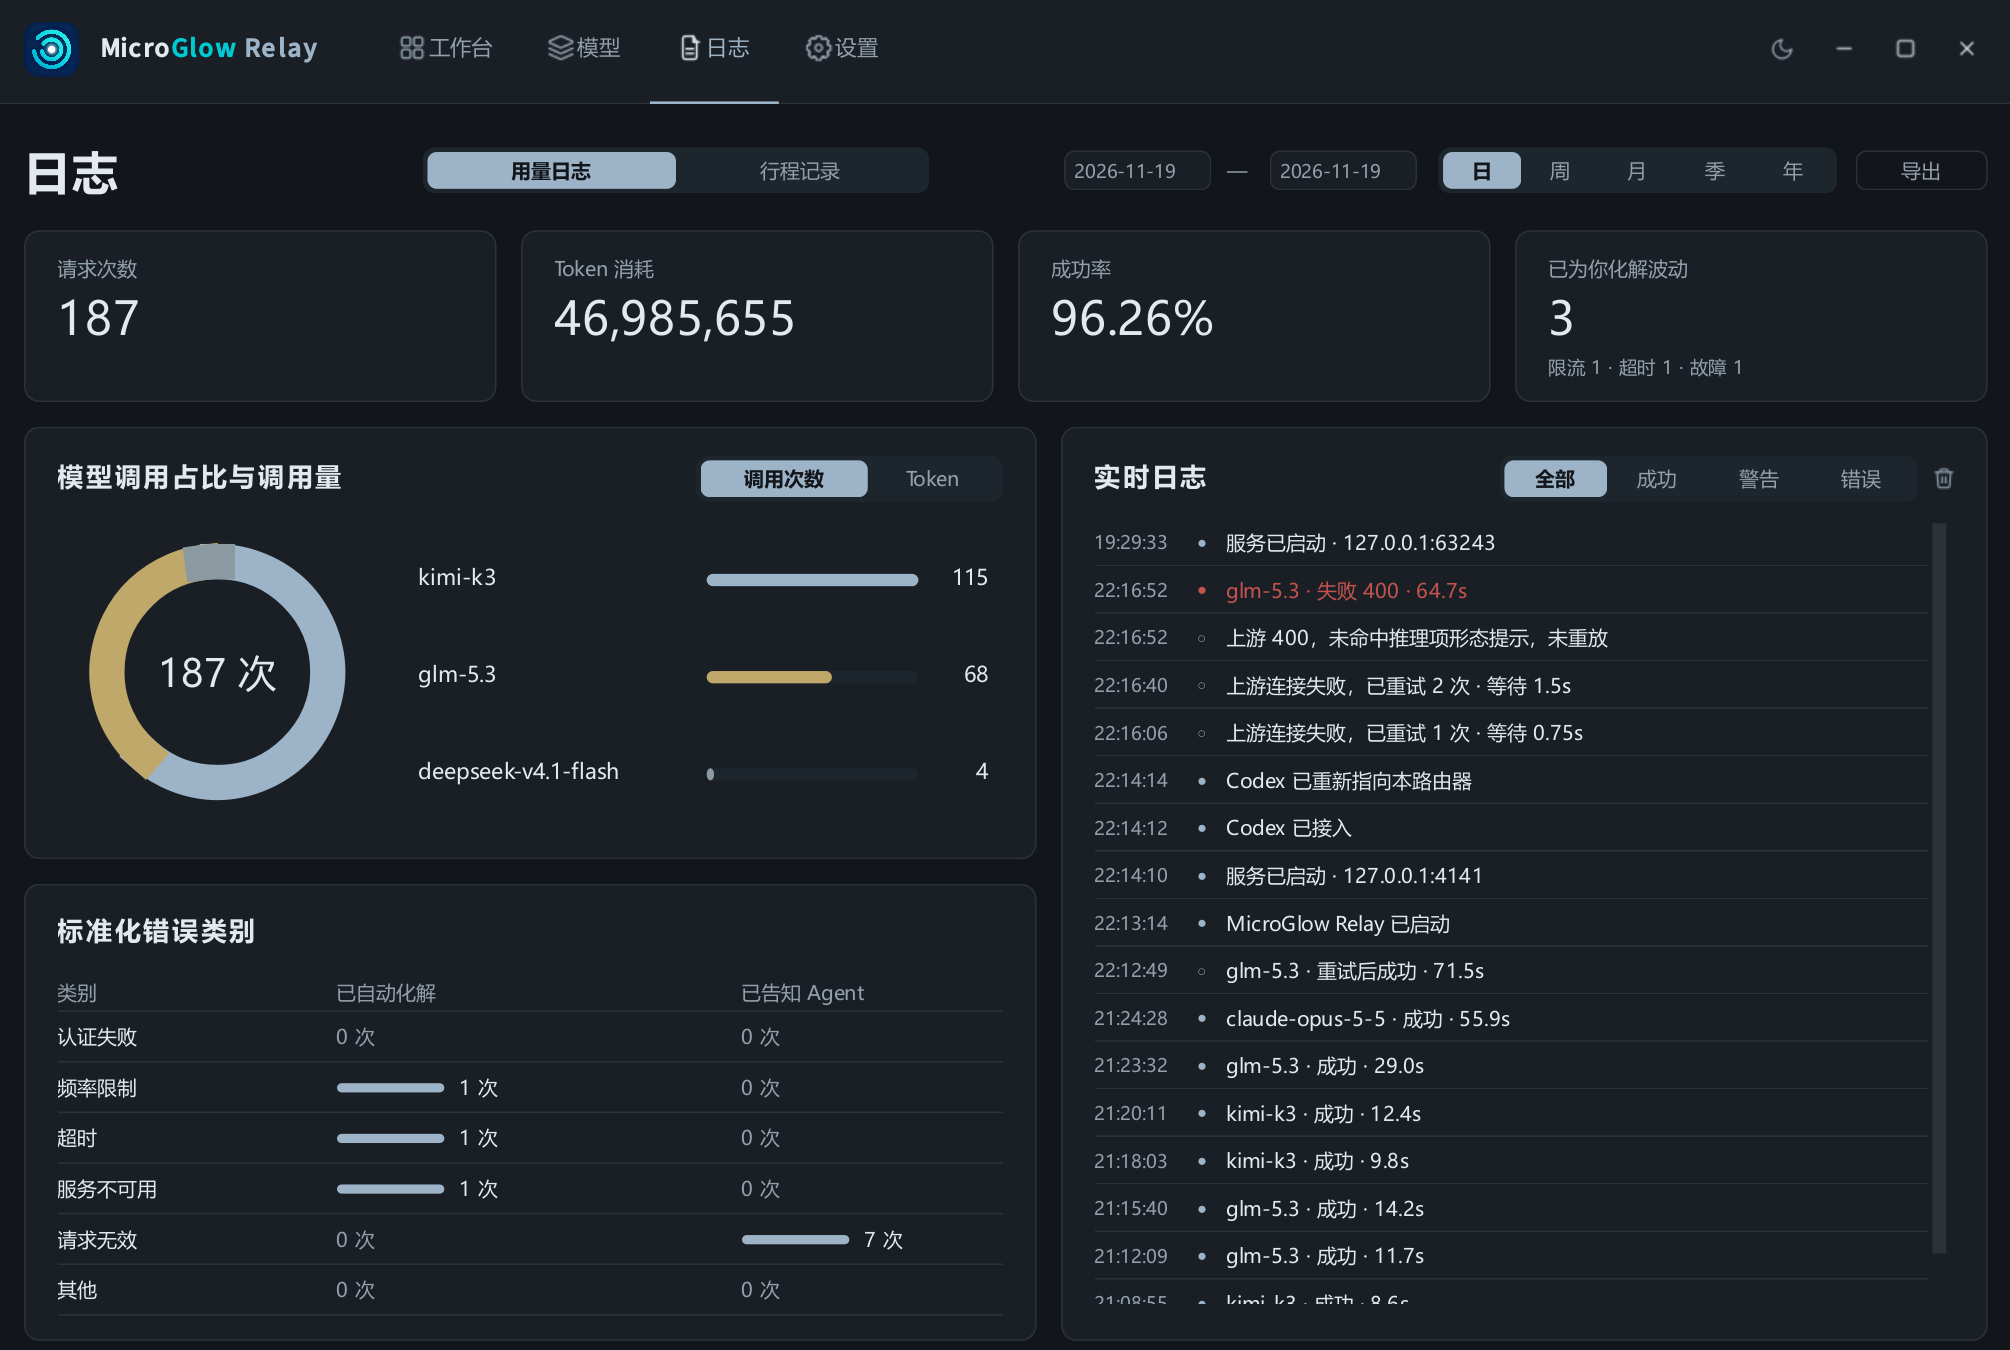 MicroGlow Relay
工作台
模型
日志
设置
日志
用量日志
行程记录
2026-11-19 — 2026-11-19
日
周
月
季
年
导出
请求次数
187
Token 消耗
46,985,655
成功率
96.26%
已为你化解波动
3
限流 1 · 超时 1 · 故障 1
模型调用占比与调用量
调用次数
Token
187 次
kimi-k3 115
glm-5.3 68
deepseek-v4.1-flash 4
标准化错误类别
类别 已自动化解 已告知 Agent
认证失败 0 次 0 次
频率限制 1 次 0 次
超时 1 次 0 次
服务不可用 1 次 0 次
请求无效 0 次 7 次
其他 0 次 0 次
实时日志
全部
成功
警告
错误
19:29:33 服务已启动 · 127.0.0.1:63243
22:16:52 glm-5.3 · 失败 400 · 64.7s
22:16:52 上游 400，未命中推理项形态提示，未重放
22:16:40 上游连接失败，已重试 2 次 · 等待 1.5s
22:16:06 上游连接失败，已重试 1 次 · 等待 0.75s
22:14:14 Codex 已重新指向本路由器
22:14:12 Codex 已接入
22:14:10 服务已启动 · 127.0.0.1:4141
22:13:14 MicroGlow Relay 已启动
22:12:49 glm-5.3 · 重试后成功 · 71.5s
21:24:28 claude-opus-5-5 · 成功 · 55.9s
21:23:32 glm-5.3 · 成功 · 29.0s
21:20:11 kimi-k3 · 成功 · 12.4s
21:18:03 kimi-k3 · 成功 · 9.8s
21:15:40 glm-5.3 · 成功 · 14.2s
21:12:09 glm-5.3 · 成功 · 11.7s
21:08:55 kimi-k3 · 成功 · 8.6s